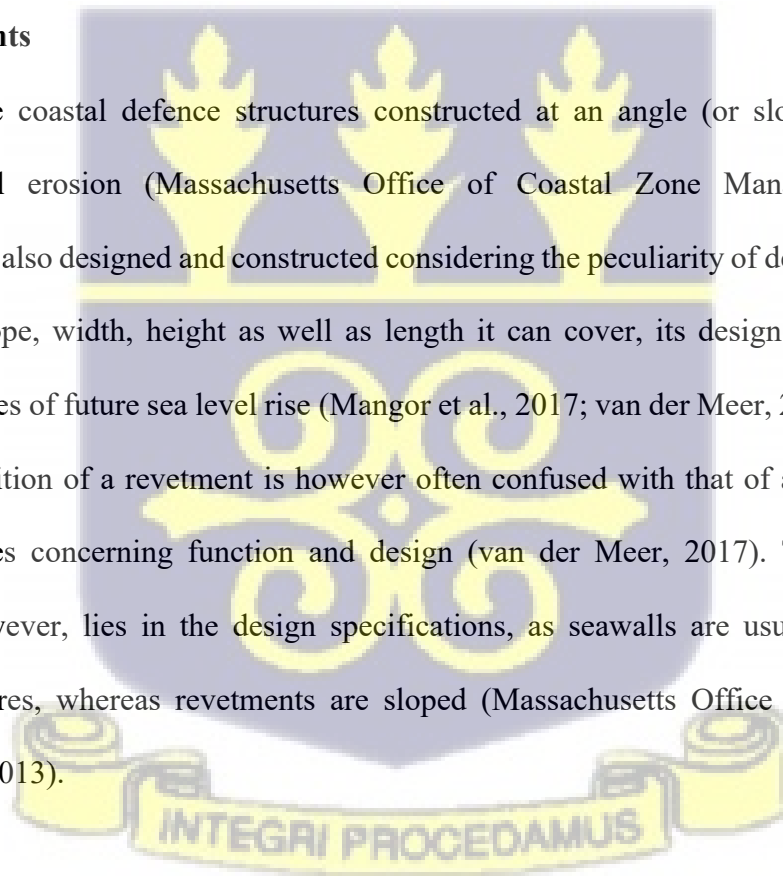 nts
e coastal defence structures constructed at an angle (or slo
l erosion (Massachusetts Office of Coastal Zone Man
also designed and constructed considering the peculiarity of d
pe, width, height as well as length it can cover, its design
es of future sea level rise (Mangor et al., 2017; van der Meer, 2
ition of a revetment is however often confused with that of a
es concerning function and design (van der Meer, 2017).
ever, lies in the design specifications, as seawalls are usu
res, whereas revetments are sloped (Massachusetts Office
013).
INTEGRI PROCEDAMUS